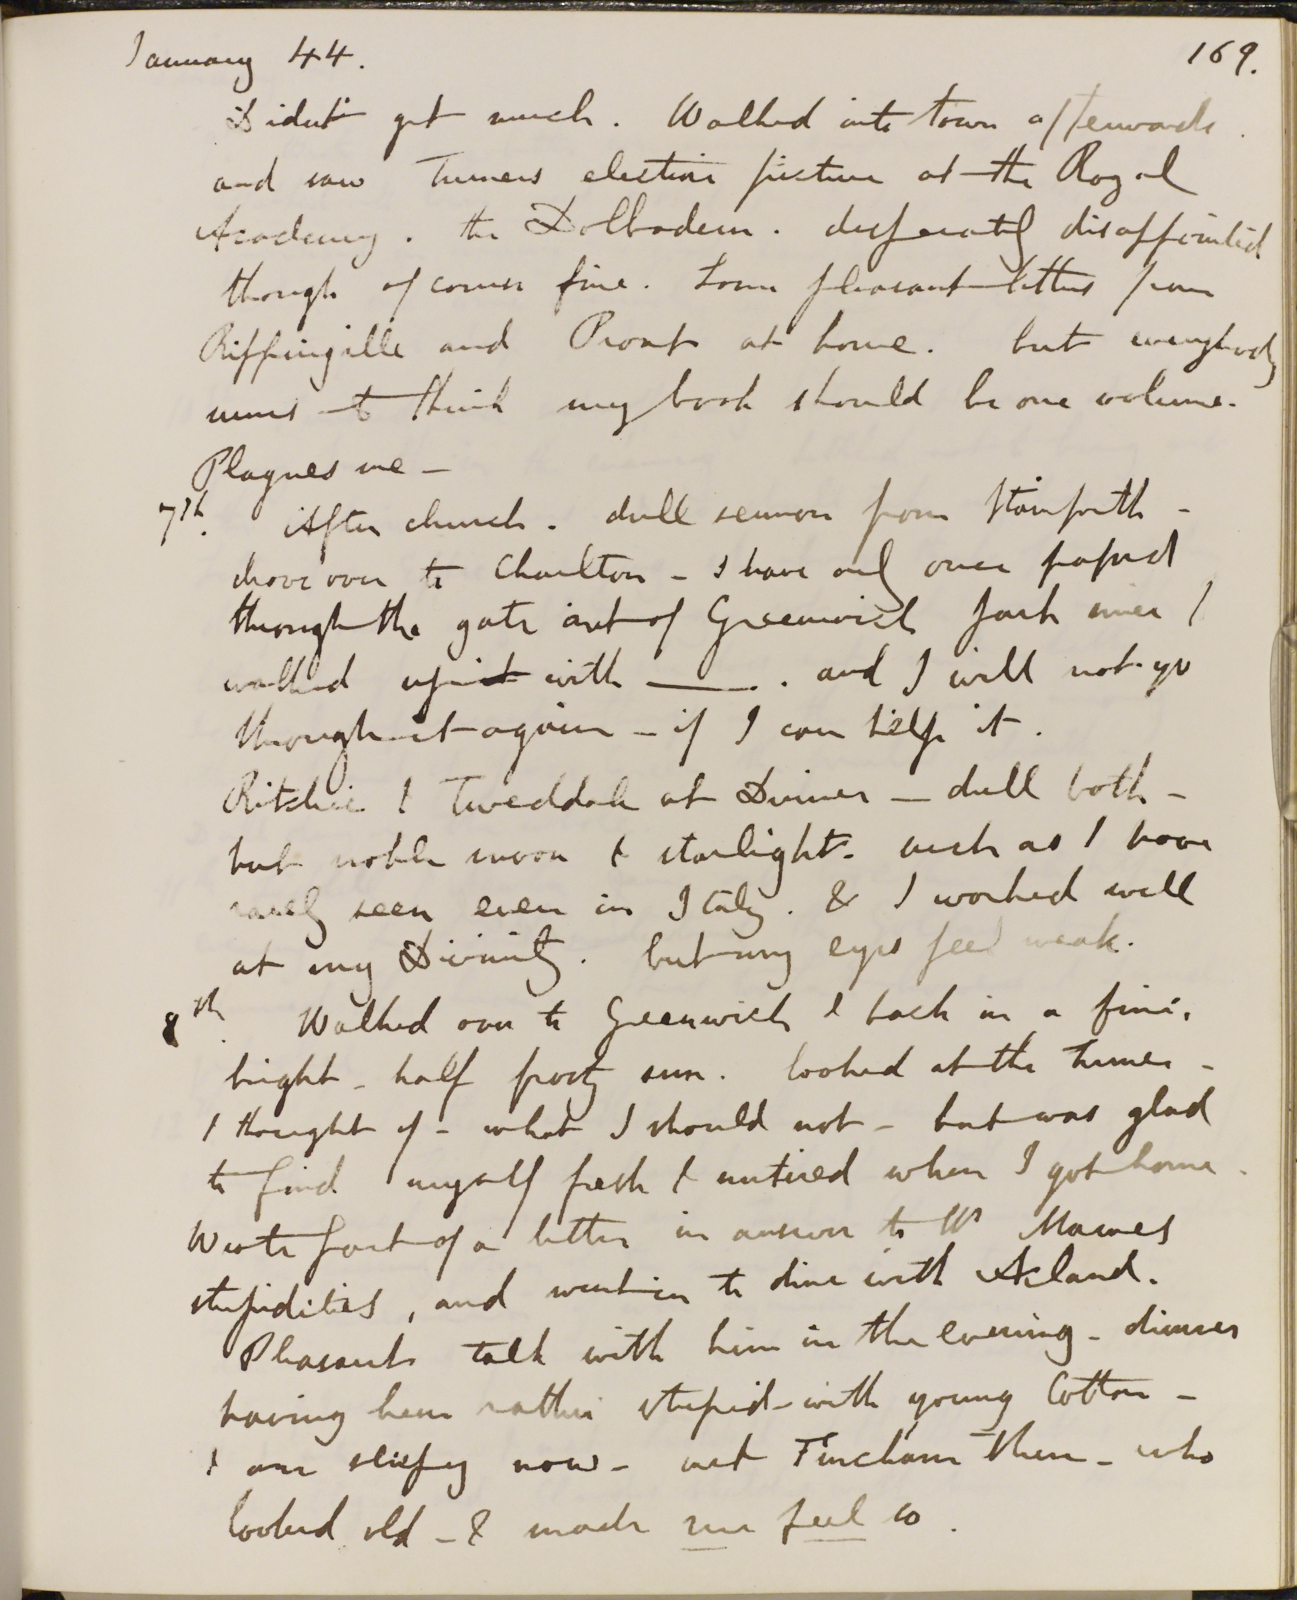 January 44.
169.
Didnt get much. Walked into town afterwards.
and saw Turners election picture at the Royal
Academy. the Dolbadern. desperately disappointed
though of course fine. Some pleasant letters from
Rippingille and Prout at home. but everybody
seems to think my book should be one volume.
Plagues me —
7th. After church. dull sermon from Stainforth -
drove over to Charlton - I have only once passed
through the gate out of Greenwich park since I
walked up it with ——. and I will not go
through it again - if I can help it.
Ritchie & Tweddale at Dinner - dull both -
but noble moon & starlight. such as I have
rarely seen even in Italy. & I worked well
at my Divinity. but my eyes feel weak.
8th. Walked over to Greenwich & back in a fine,
bright - half frosty sun. looked at the Turner -
& thought of - what I should not - but was glad
to find myself fresh & untired when I got home.
Wrote part of a letter in answer to Mawes
stupidities, and went in to dine with Acland.
Pleasant talk with him in the evening - dinner
having been rather stupid - with young Cotton -
& am sleepy now - met Fincham there - who
looked old - & made me feel so.